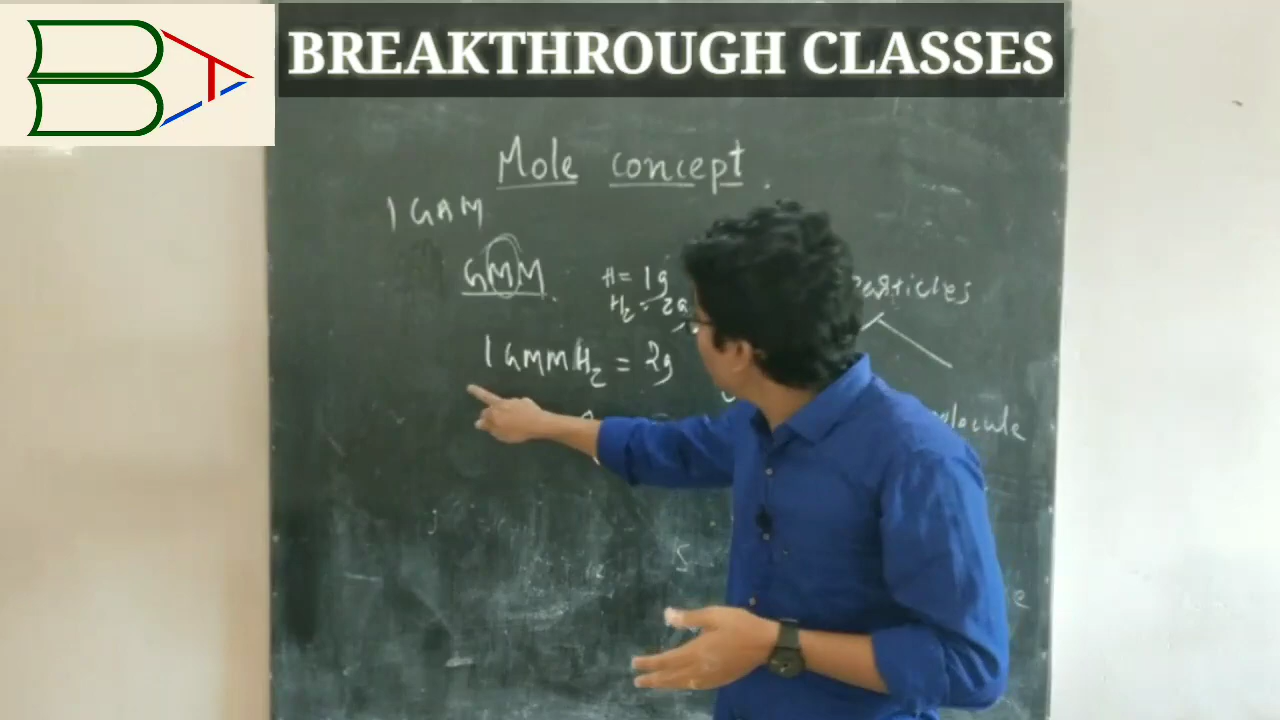 BREAKTHROUGH CLASSES
Mole concept.
1 GAM
GMM.
H = 1g
H₂ = 2g
Particles
1 GMM H₂ = 2g
molecule